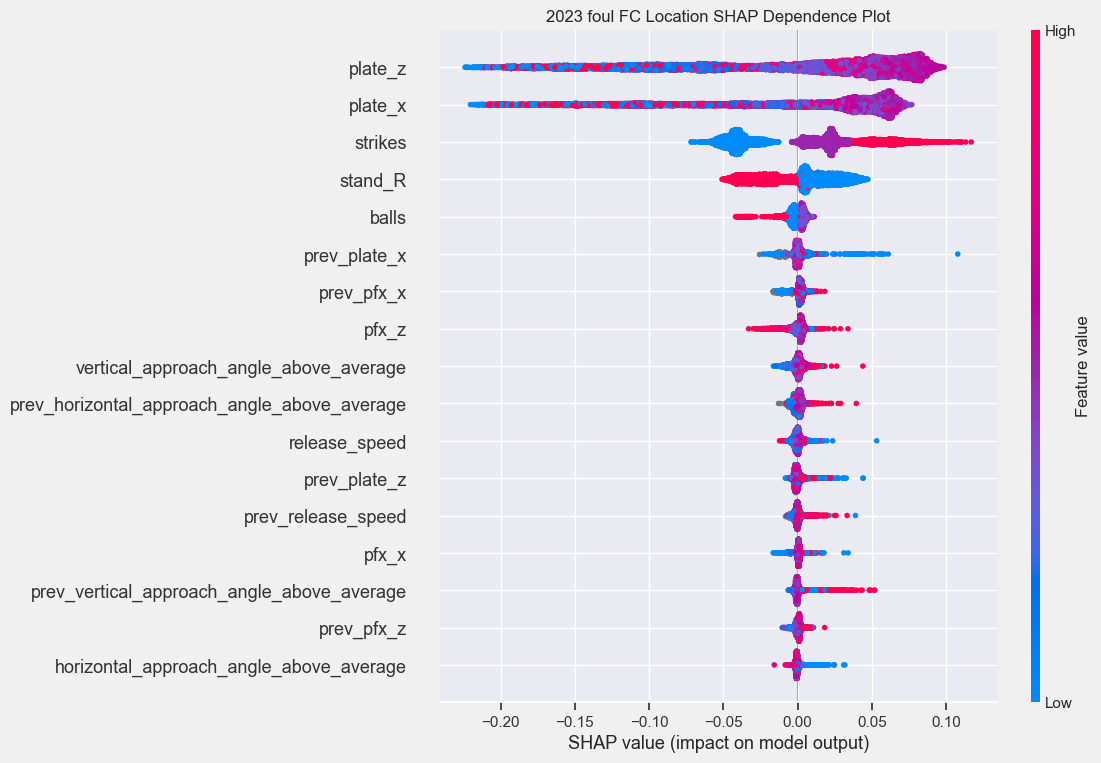 2023 foul FC Location SHAP Dependence Plot
High
plate_z
plate_x
strikes
stand_R
balls
prev_plate_x
prev_pfx_x
pfx_z
vertical_approach_angle_above_average
prev_horizontal_approach_angle_above_average
release_speed
prev_plate_z
prev_release_speed
pfx_x
prev_vertical_approach_angle_above_average
prev_pfx_z
horizontal_approach_angle_above_average
Feature value
Low
−0.20 −0.15 −0.10 −0.05 0.00 0.05 0.10
SHAP value (impact on model output)